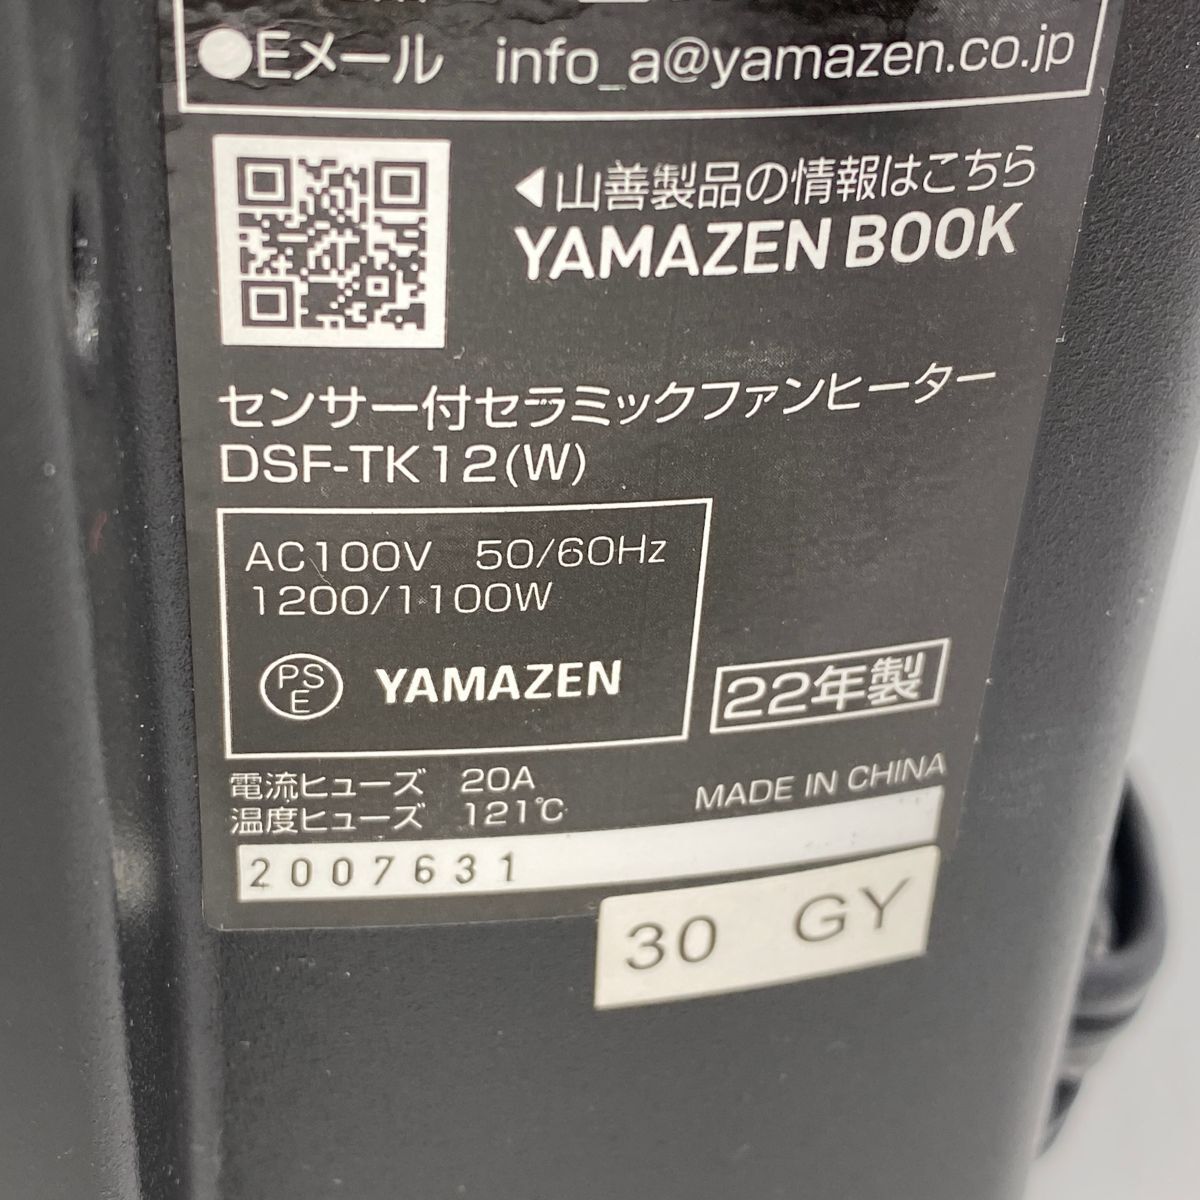 ●Eメール info_a@yamazen.co.jp
◀山善製品の情報はこちら
YAMAZEN BOOK
センサー付セラミックファンヒーター
DSF-TK12(W)
AC100V 50/60Hz
1200/1100W
PSE YAMAZEN
22年製
電流ヒューズ 20A
温度ヒューズ 121℃
MADE IN CHINA
2007631
30 GY